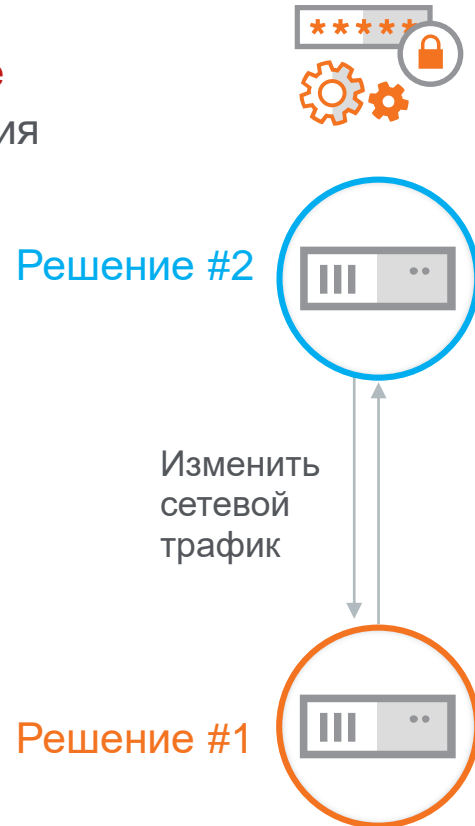 *****
е
ия
Решение #2
Изменить
сетевой
трафик
Решение #1